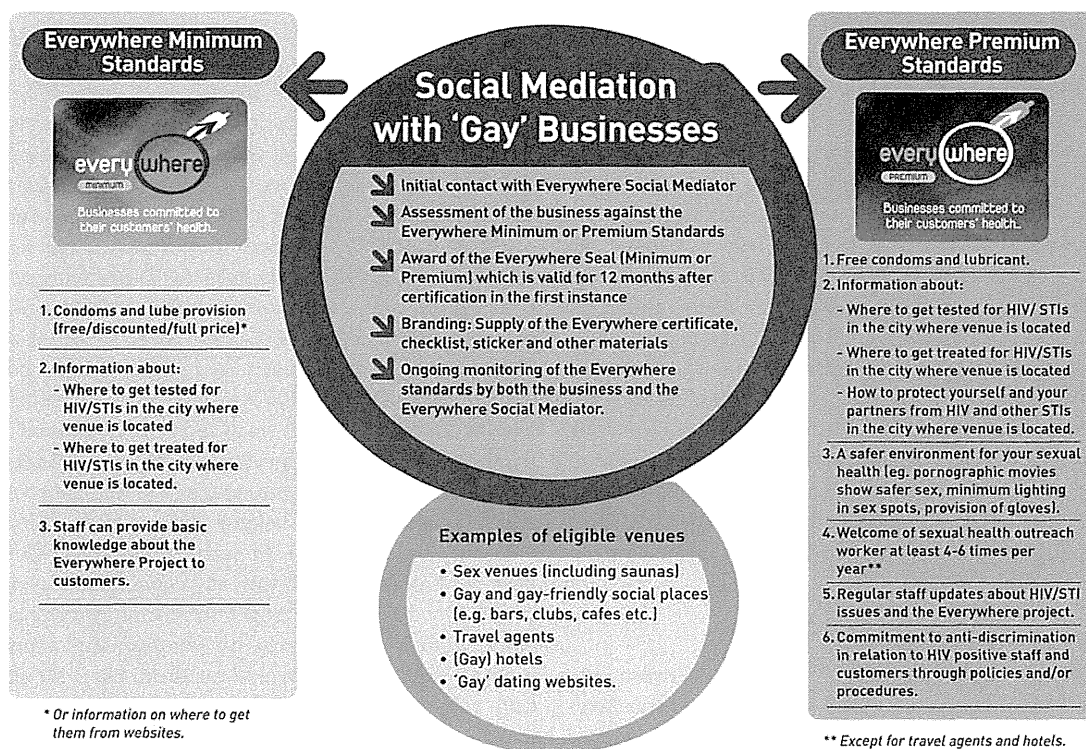 Everywhere Minimum
Standards
every where
minimum
Businesses committed to
their customers' health...
1. Condoms and lube provision
(free/discounted/full price)*
2. Information about:
- Where to get tested for
HIV/STIs in the city where
venue is located
- Where to get treated for
HIV/STIs in the city where
venue is located.
3. Staff can provide basic
knowledge about the
Everywhere Project to
customers.
* Or information on where to get
them from websites.
Social Mediation
with 'Gay' Businesses
Initial contact with Everywhere Social Mediator
Assessment of the business against the
Everywhere Minimum or Premium Standards
Award of the Everywhere Seal (Minimum or
Premium) which is valid for 12 months after
certification in the first instance
Branding: Supply of the Everywhere certificate,
checklist, sticker and other materials
Ongoing monitoring of the Everywhere
standards by both the business and the
Everywhere Social Mediator.
Examples of eligible venues
• Sex venues (including saunas)
• Gay and gay-friendly social places
(e.g. bars, clubs, cafes etc.)
• Travel agents
• (Gay) hotels
• 'Gay' dating websites.
Everywhere Premium
Standards
every where
PREMIUM
Businesses committed to
their customers' health...
1. Free condoms and lubricant.
2. Information about:
- Where to get tested for HIV/ STIs
in the city where venue is located
- Where to get treated for HIV/STIs
in the city where venue is located
- How to protect yourself and your
partners from HIV and other STIs
in the city where venue is located.
3. A safer environment for your sexual
health (eg. pornographic movies
show safer sex, minimum lighting
in sex spots, provision of gloves).
4. Welcome of sexual health outreach
worker at least 4-6 times per
year**
5. Regular staff updates about HIV/STI
issues and the Everywhere project.
6. Commitment to anti-discrimination
in relation to HIV positive staff and
customers through policies and/or
procedures.
** Except for travel agents and hotels.